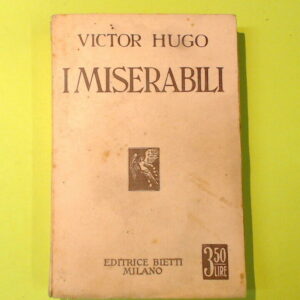 VICTOR HUGO
I MISERABILI
EDITRICE BIETTI
MILANO
3,50
LIRE